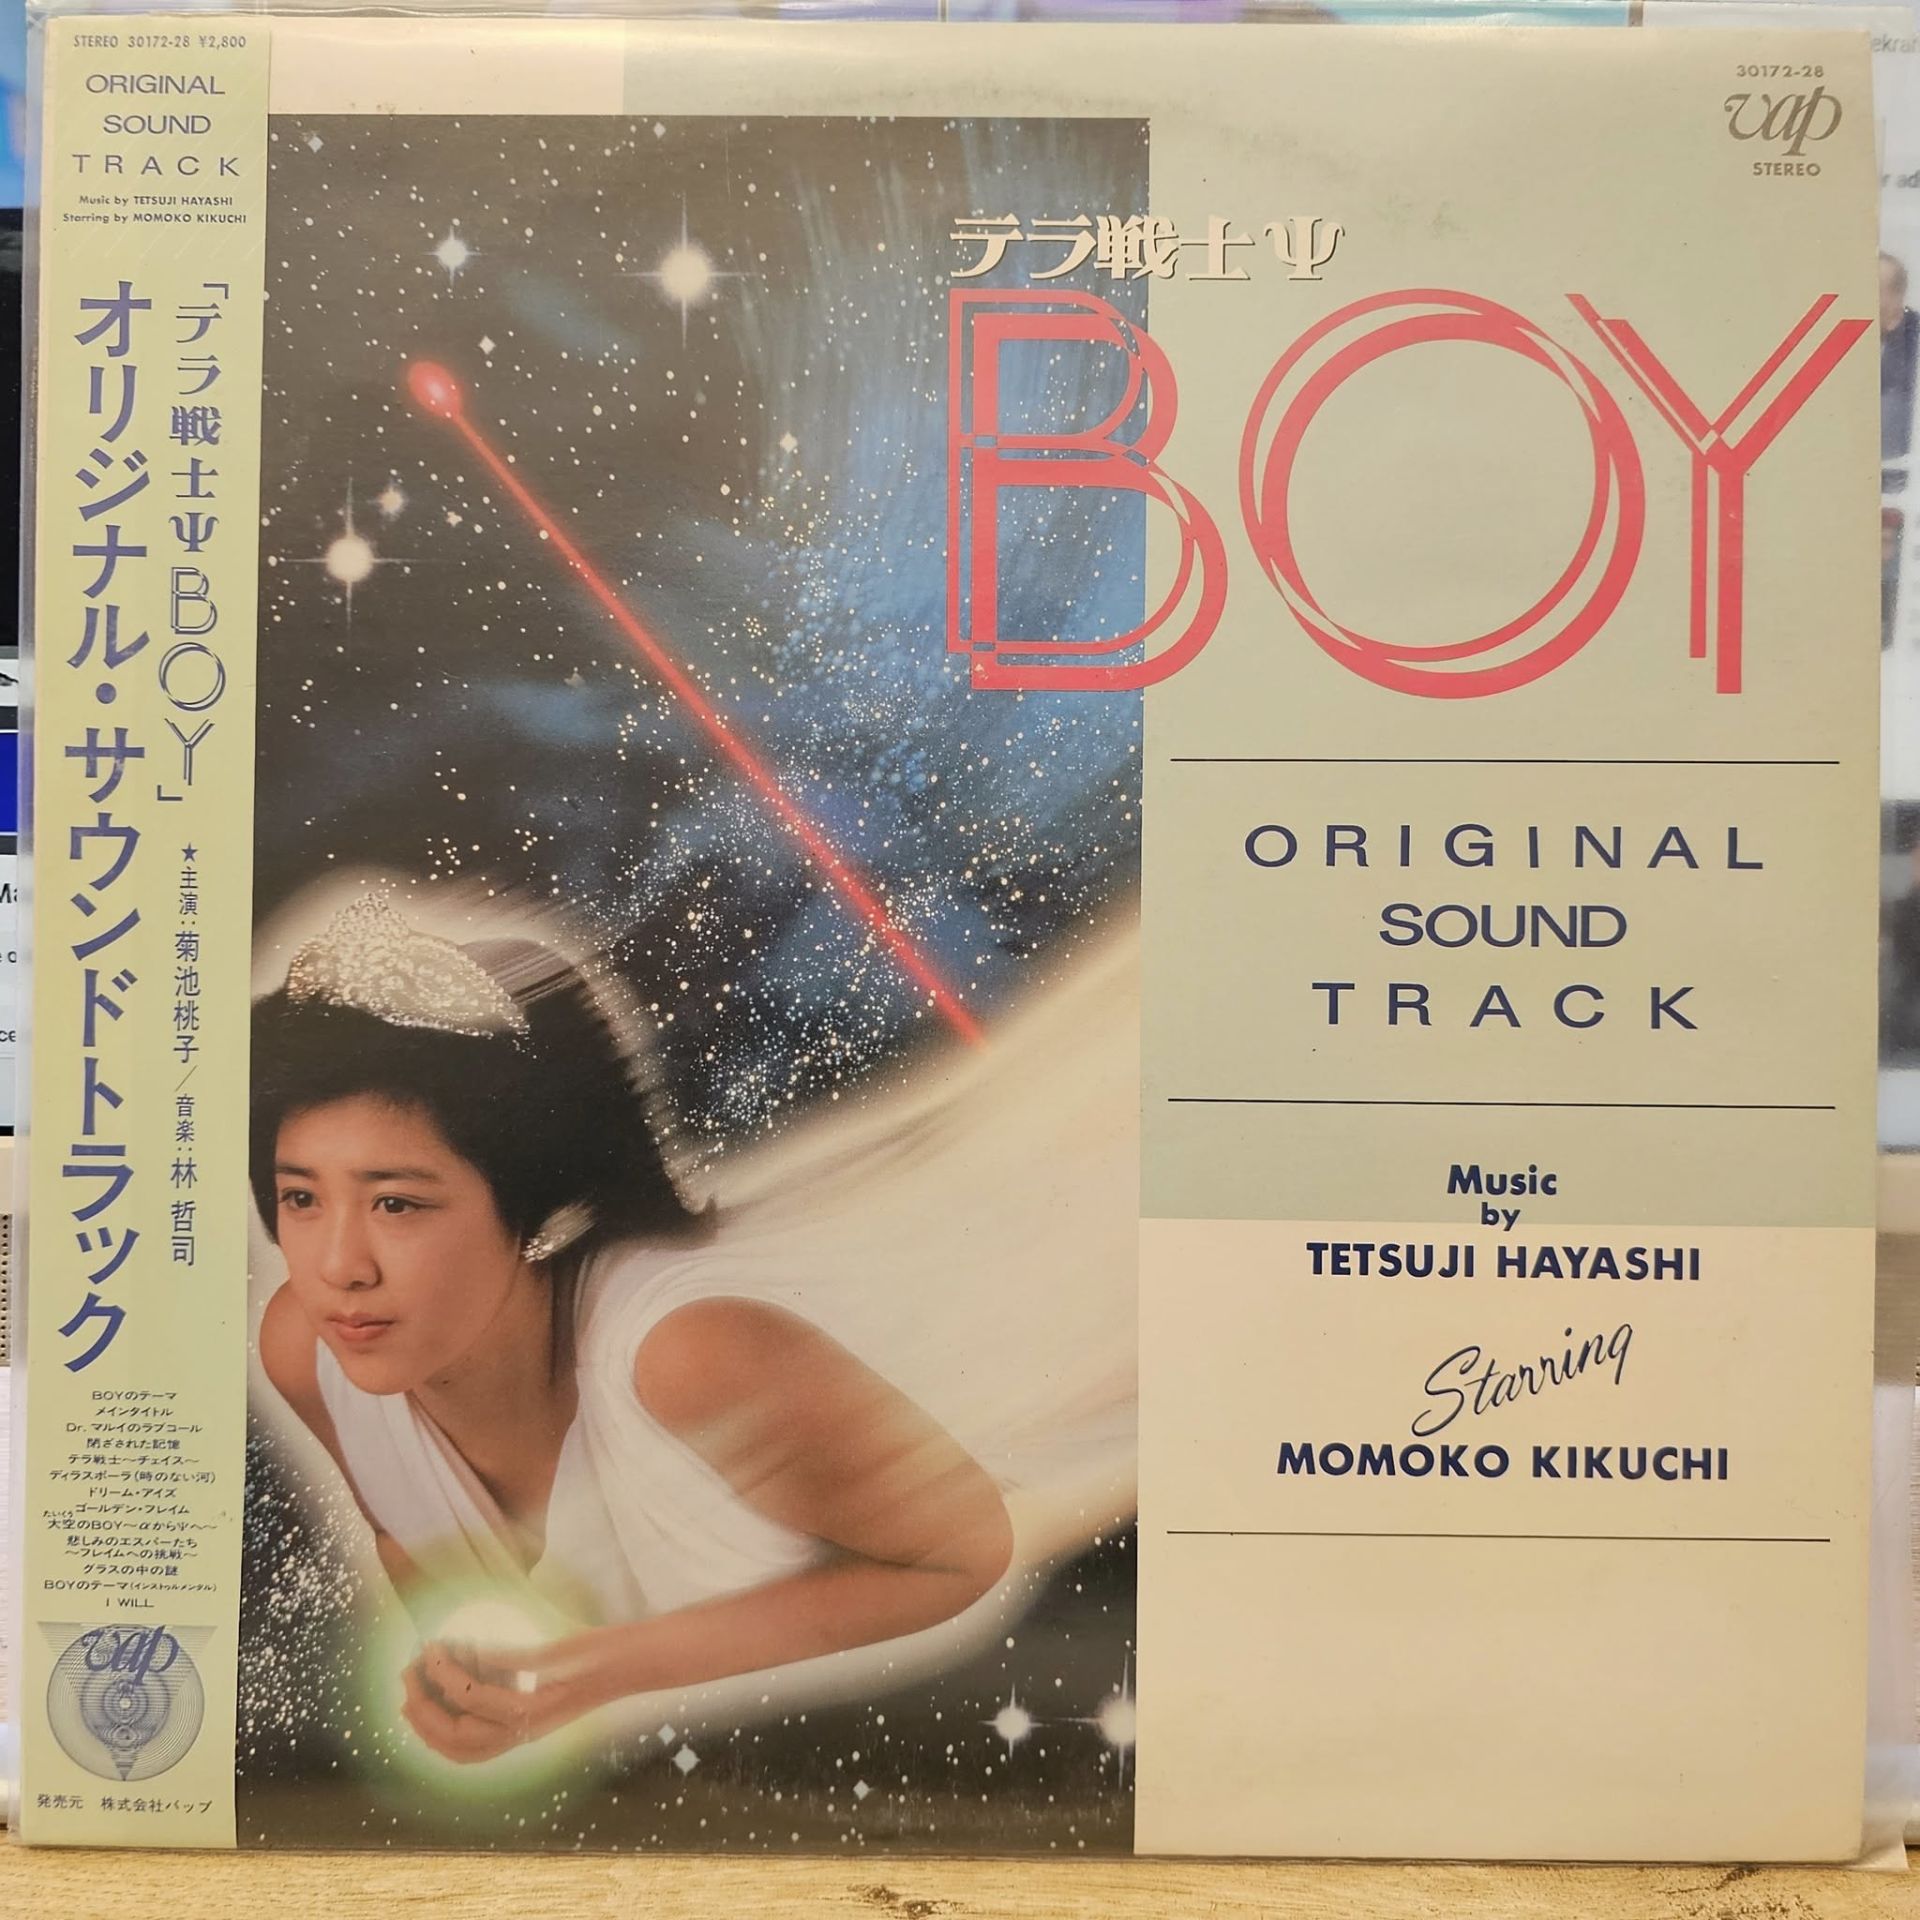 STEREO 30172-28 ¥2,800
ORIGINAL
SOUND
TRACK
Music by TETSUJI HAYASHI
Starring by MOMOKO KIKUCHI
「テラ戦士ΨBOY」
オリジナル・サウンドトラック
★主演:菊池桃子/音楽:林 哲司
BOYのテーマ
メインタイトル
Dr. マルイのラブコール
閉ざされた記憶
テラ戦士〜チェイス〜
ディラスポーラ(時のない河)
ドリーム・アイズ
ゴールデン・フレイム
たいくう
大空のBOY〜αからΨへ〜
悲しみのエスパーたち
〜フレイムへの挑戦〜
グラスの中の謎
BOYのテーマ(インストゥルメンタル)
I WILL
vap
発売元 株式会社バップ
30172-28
vap
STEREO
テラ戦士Ψ
BOY
ORIGINAL
SOUND
TRACK
Music
by
TETSUJI HAYASHI
Starring
MOMOKO KIKUCHI